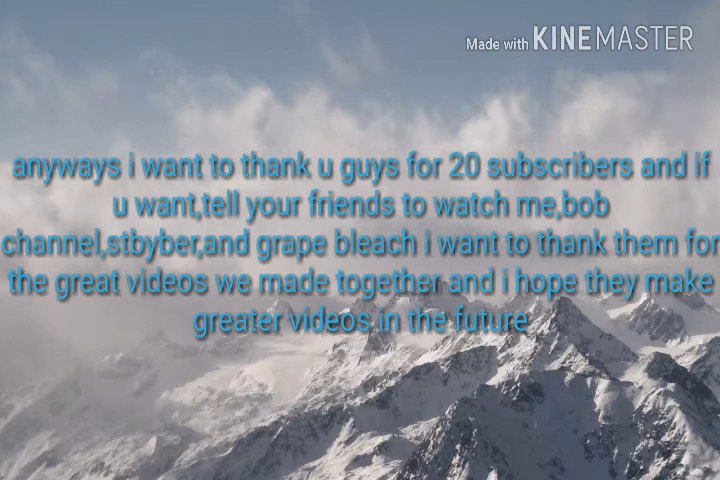 Made with KINEMASTER
anyways i want to thank u guys for 20 subscribers and if
u want,tell your friends to watch me,bob
channel,stbyber,and grape bleach i want to thank them for
the great videos we made together and i hope they make
greater videos in the future